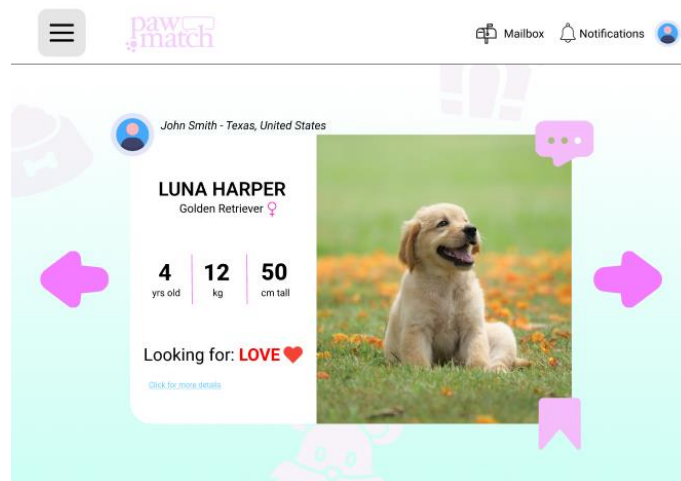 paw
match
Mailbox
Notifications
John Smith - Texas, United States
LUNA HARPER
Golden Retriever
4 12 50
yrs old kg cm tall
Looking for: LOVE
Click for more details